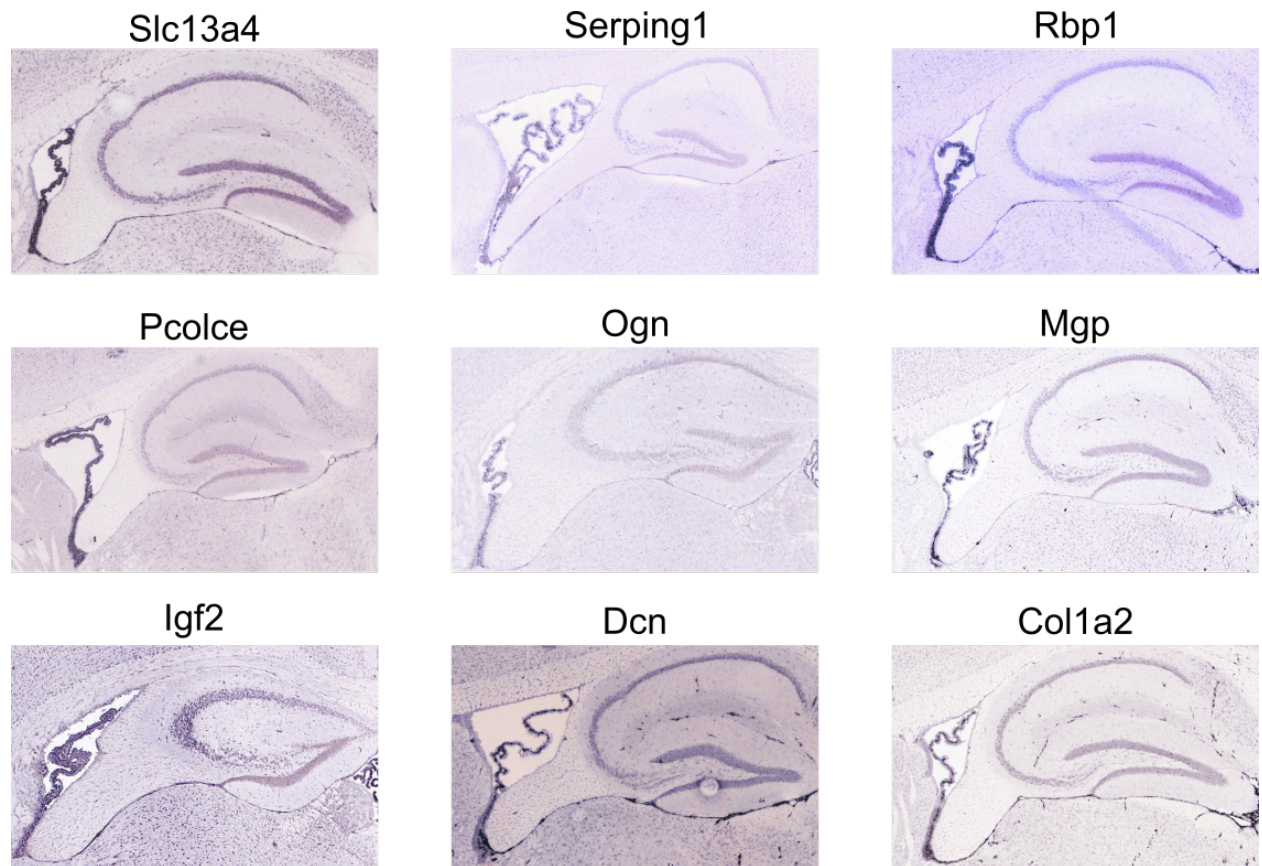 Slc13a4
Serping1
Rbp1
Pcolce
Ogn
Mgp
Igf2
Dcn
Col1a2